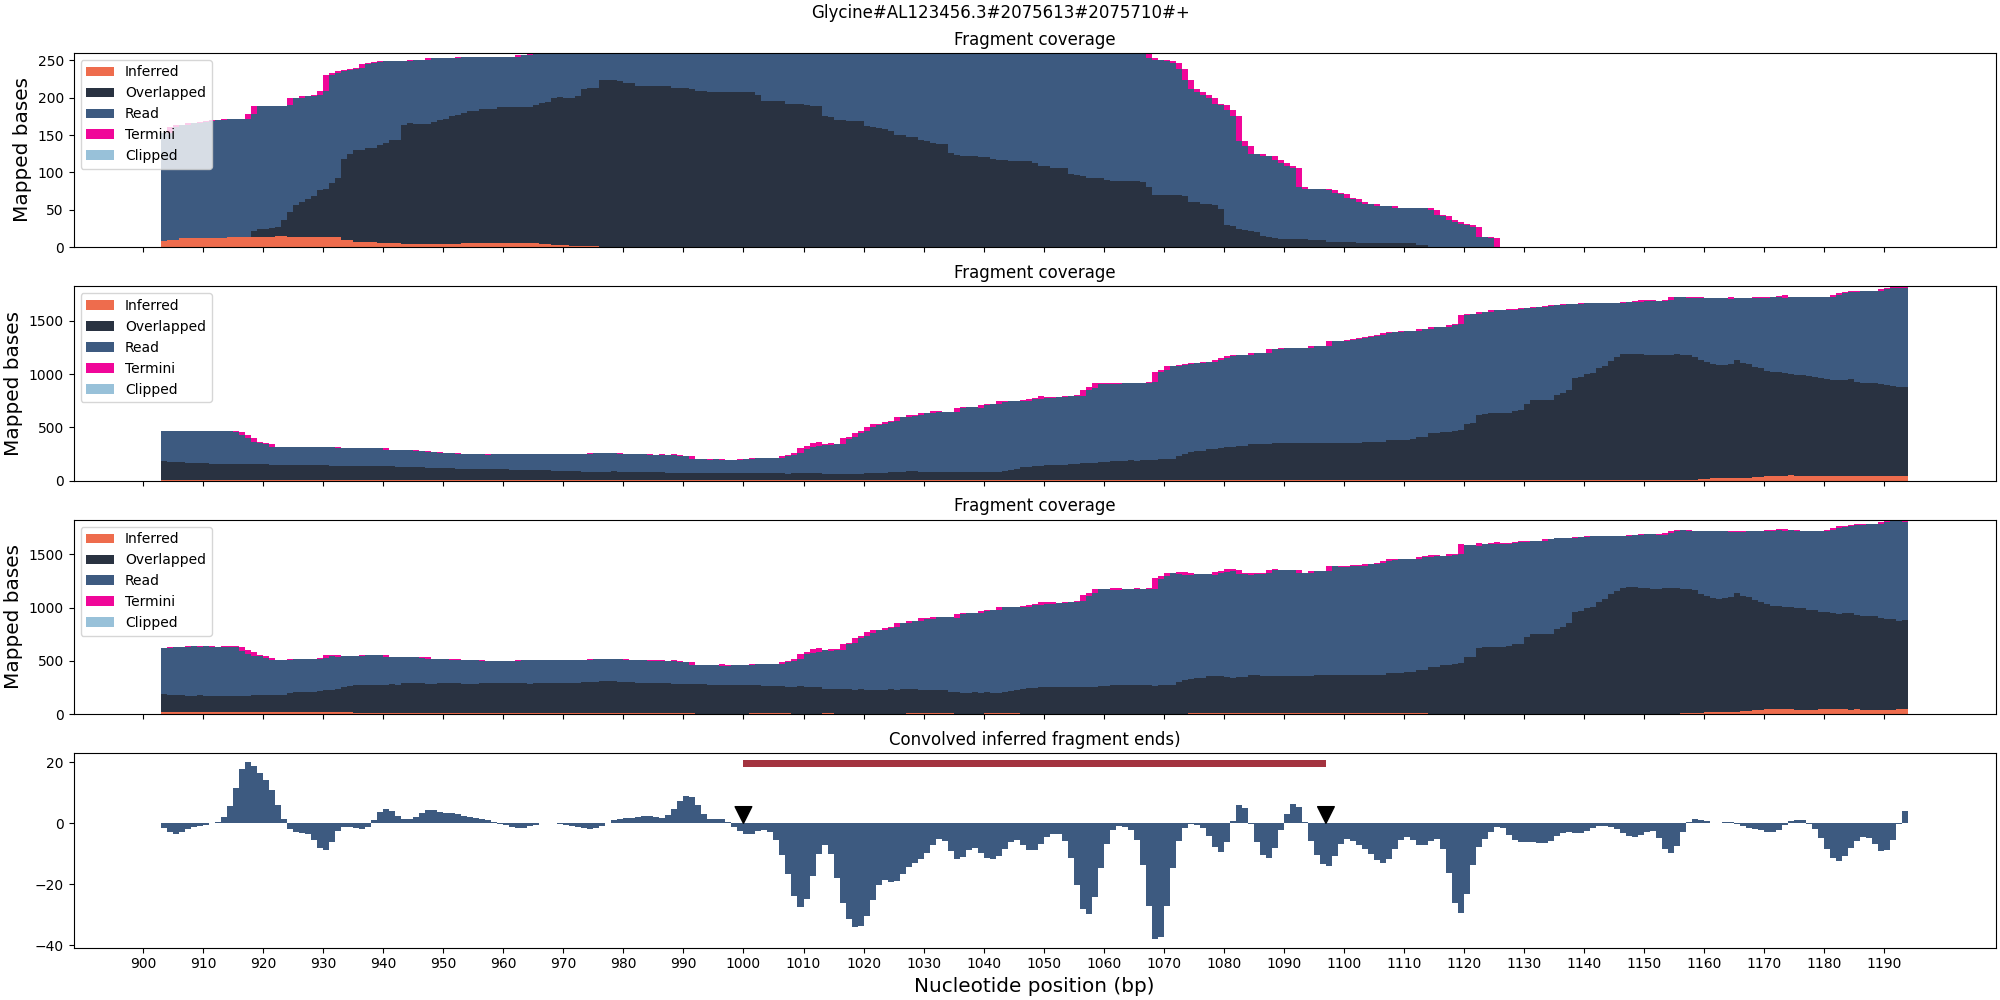 Glycine#AL123456.3#2075613#2075710#+
Fragment coverage
Mapped bases
250
200
150
100
50
0
Inferred
Overlapped
Read
Termini
Clipped
Fragment coverage
Mapped bases
1500
1000
500
0
Inferred
Overlapped
Read
Termini
Clipped
Fragment coverage
Mapped bases
1500
1000
500
0
Inferred
Overlapped
Read
Termini
Clipped
Convolved inferred fragment ends)
20
0
−20
−40
900 910 920 930 940 950 960 970 980 990 1000 1010 1020 1030 1040 1050 1060 1070 1080 1090 1100 1110 1120 1130 1140 1150 1160 1170 1180 1190
Nucleotide position (bp)